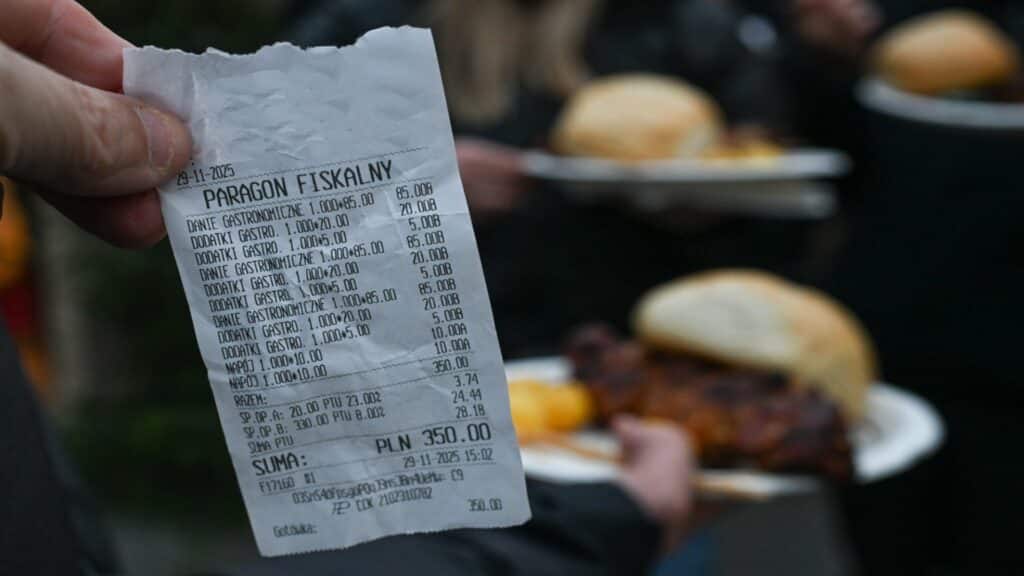 29-11-2025
PARAGON FISKALNY
DANIE GASTRONOMICZNE 1.000*85.00 85.00B
DODATKI GASTRO. 1.000*20.00 20.00B
DODATKI GASTRO. 1.000*5.00 5.00B
DANIE GASTRONOMICZNE 1.000*85.00 85.00B
DODATKI GASTRO. 1.000*20.00 20.00B
DODATKI GASTRO. 1.000*5.00 5.00B
DANIE GASTRONOMICZNE 1.000*85.00 85.00B
DODATKI GASTRO. 1.000*20.00 20.00B
DODATKI GASTRO. 1.000*5.00 5.00B
NAPÓJ 1.000*10.00 10.00A
NAPÓJ 1.000*10.00 10.00A
RAZEM: 350.00
SP.OP.A: 20.00 PTU 23.00% 3.74
SP.OP.B: 330.00 PTU 8.00% 24.44
SUMA PTU 28.18
SUMA: PLN 350.00
F17160 #1 29-11-2025 15:02
CDK 2102310782
Gotówka: 350.00